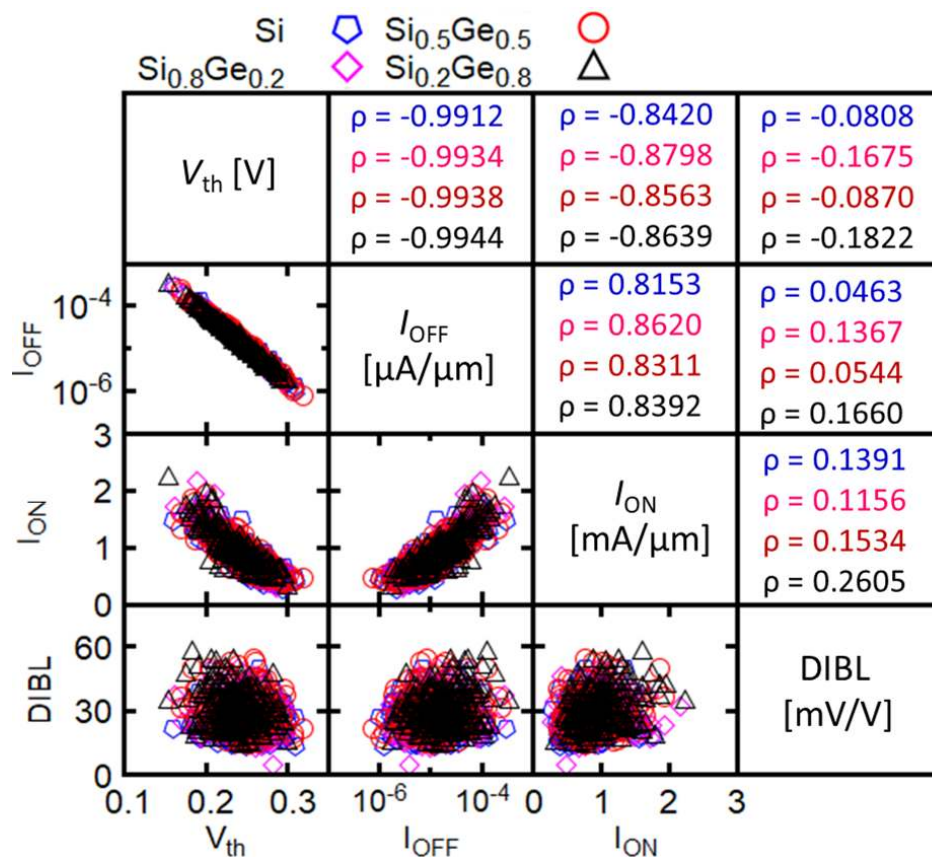 Si Si0.5Ge0.5
Si0.8Ge0.2 Si0.2Ge0.8
Vth [V]
ρ = -0.9912
ρ = -0.9934
ρ = -0.9938
ρ = -0.9944
ρ = -0.8420
ρ = -0.8798
ρ = -0.8563
ρ = -0.8639
ρ = -0.0808
ρ = -0.1675
ρ = -0.0870
ρ = -0.1822
IOFF
10-4
10-6
IOFF
[μA/μm]
ρ = 0.8153
ρ = 0.8620
ρ = 0.8311
ρ = 0.8392
ρ = 0.0463
ρ = 0.1367
ρ = 0.0544
ρ = 0.1660
ION
3
2
1
0
ION
[mA/μm]
ρ = 0.1391
ρ = 0.1156
ρ = 0.1534
ρ = 0.2605
DIBL
60
30
0
DIBL
[mV/V]
0.1 0.2 0.3 10-6 10-4 0 1 2 3
Vth IOFF ION